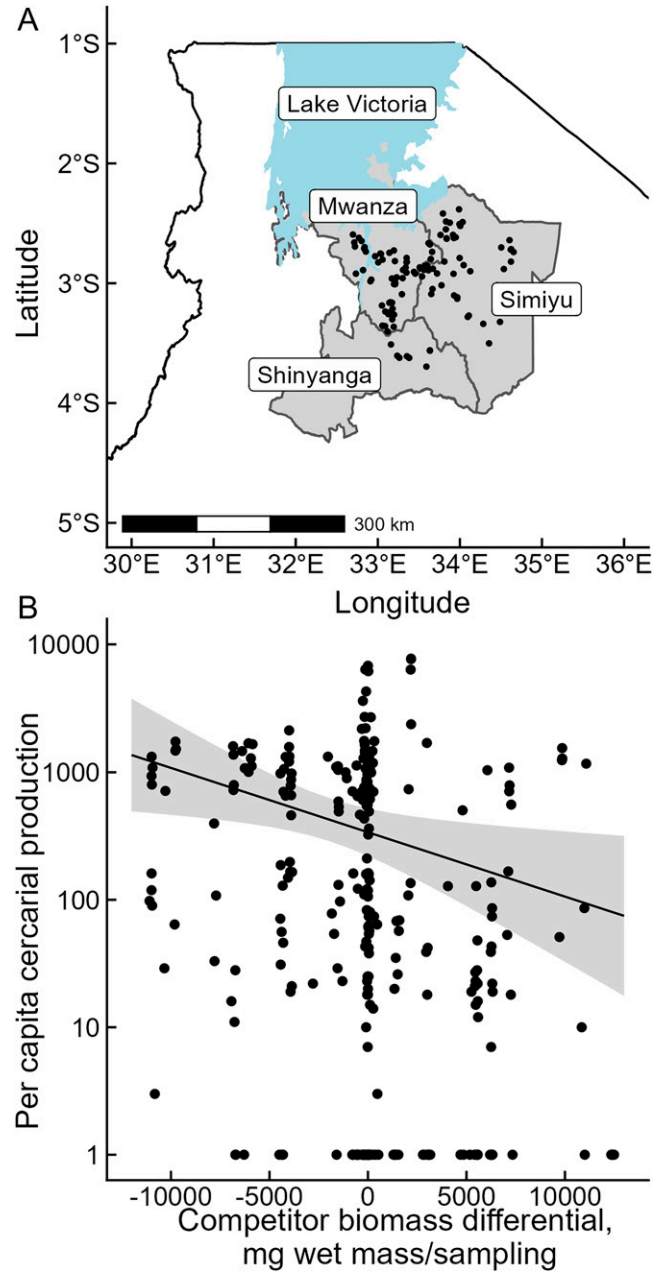 A
1°S
Lake Victoria
2°S
Mwanza
Latitude
3°S
Simiyu
Shinyanga
4°S
5°S
300 km
30°E 31°E 32°E 33°E 34°E 35°E 36°E
Longitude
B
10000
1000
100
10
1
Per capita cercarial production
-10000 -5000 0 5000 10000
Competitor biomass differential,
mg wet mass/sampling